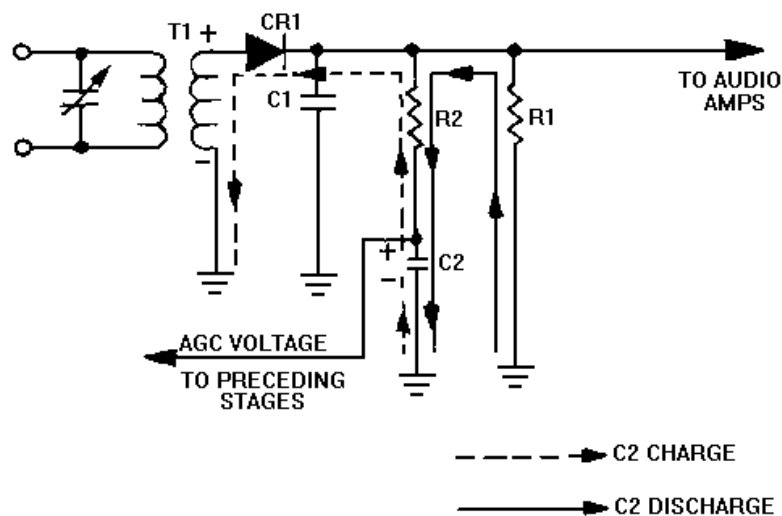 CR1
T1 +
TO AUDIO
AMPS
C1
R2
R1
-
+
C2
-
AGC VOLTAGE
TO PRECEDING
STAGES
C2 CHARGE
C2 DISCHARGE